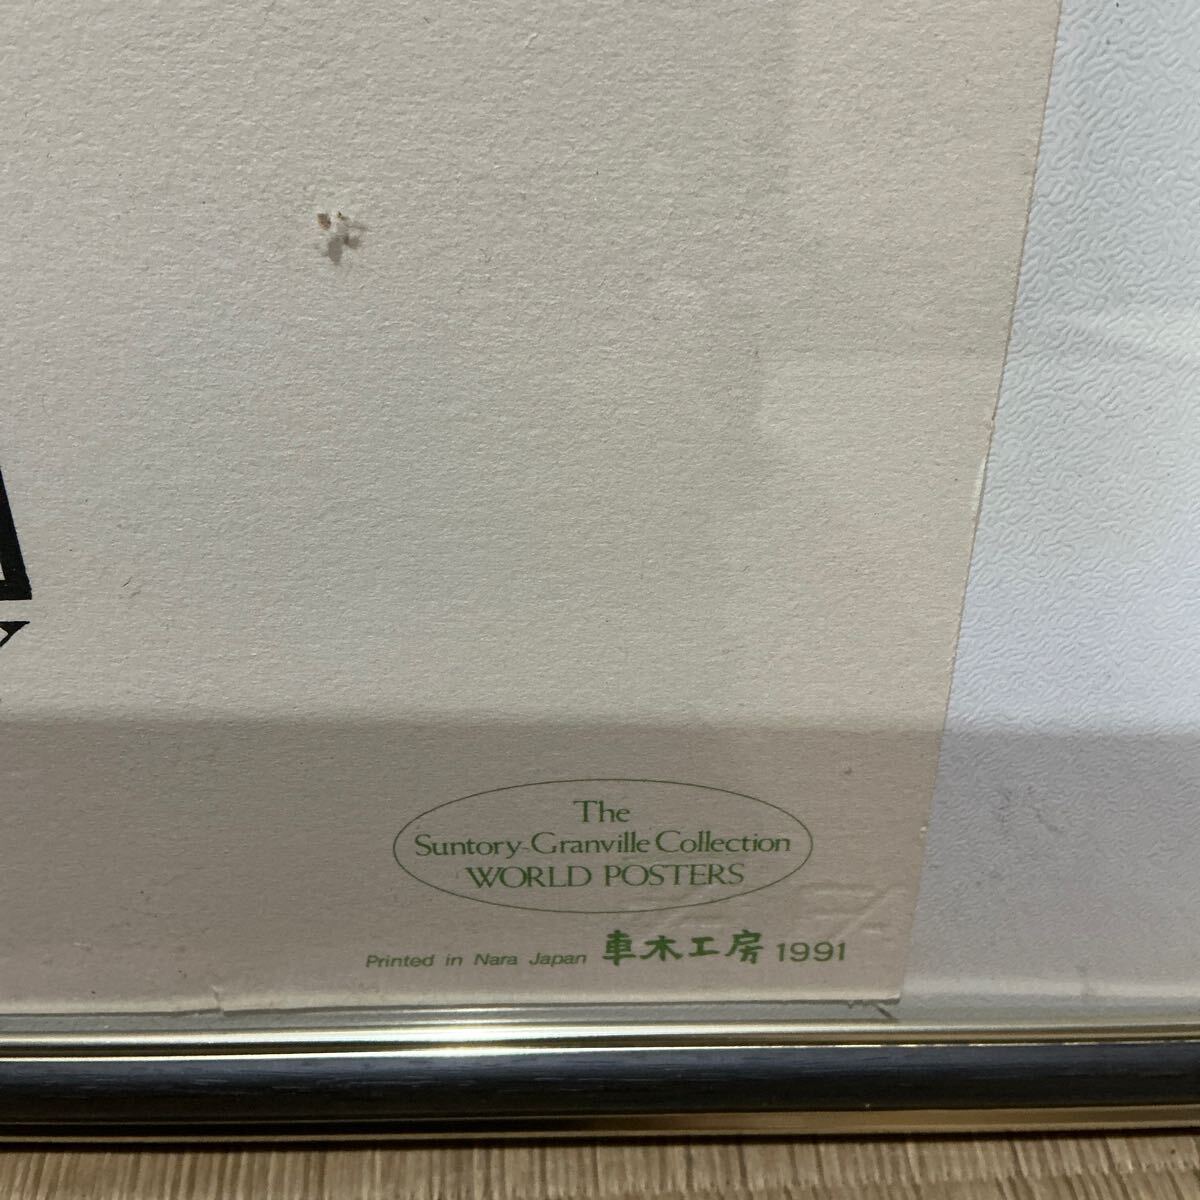 The
Suntory-Granville Collection
WORLD POSTERS
Printed in Nara Japan 車木工房 1991